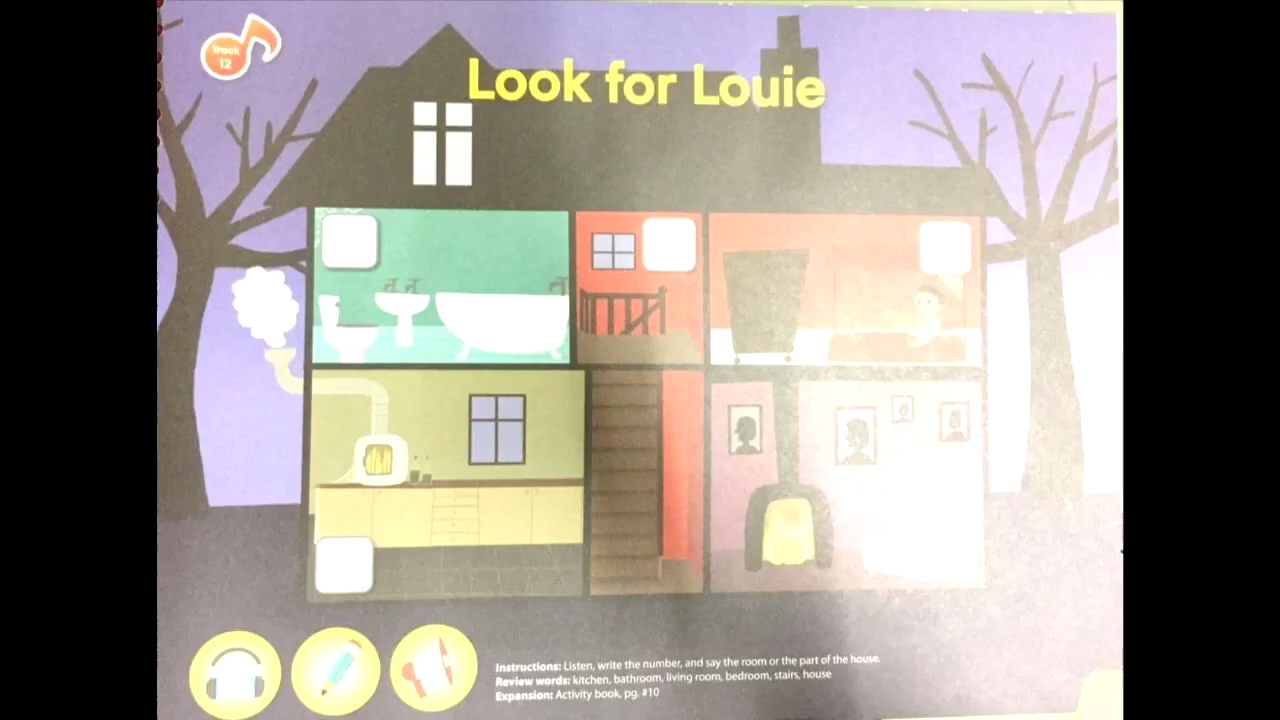 Track
12
Look for Louie
Instructions: Listen, write the number, and say the room or the part of the house.
Review words: kitchen, bathroom, living room, bedroom, stairs, house
Expansion: Activity book, pg. #10